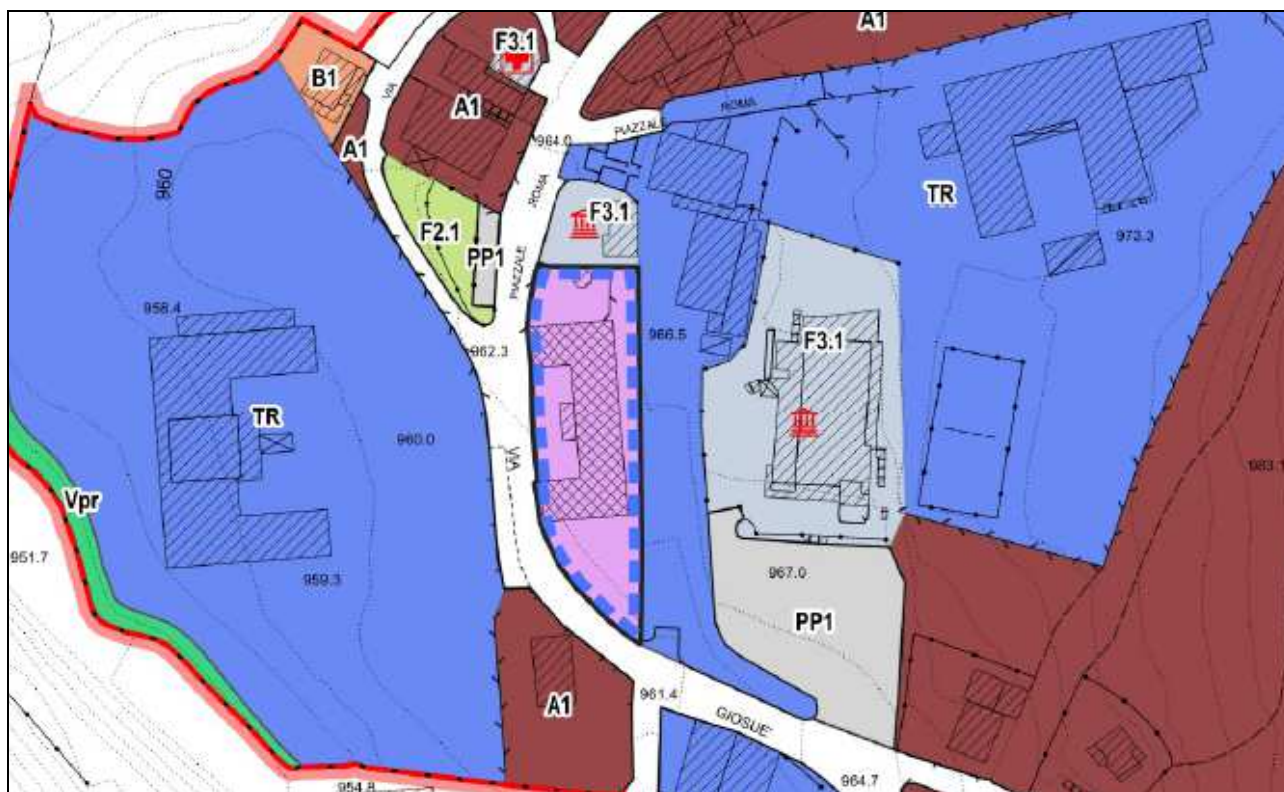 A1
F3.1
B1
VIA
A1
ROMA
PIAZZALE
964.0
A1
960
ROMA
TR
F3.1
F2.1
PP1
973.3
PIAZZALE
958.4
966.5
962.3
F3.1
TR
960.0
VIA
983.1
Vpr
951.7
959.3
967.0
PP1
A1
961.4
GIOSUE'
964.7
954.8